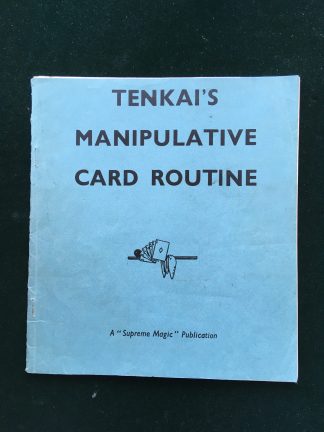 TENKAI'S
MANIPULATIVE
CARD ROUTINE
A "Supreme Magic" Publication